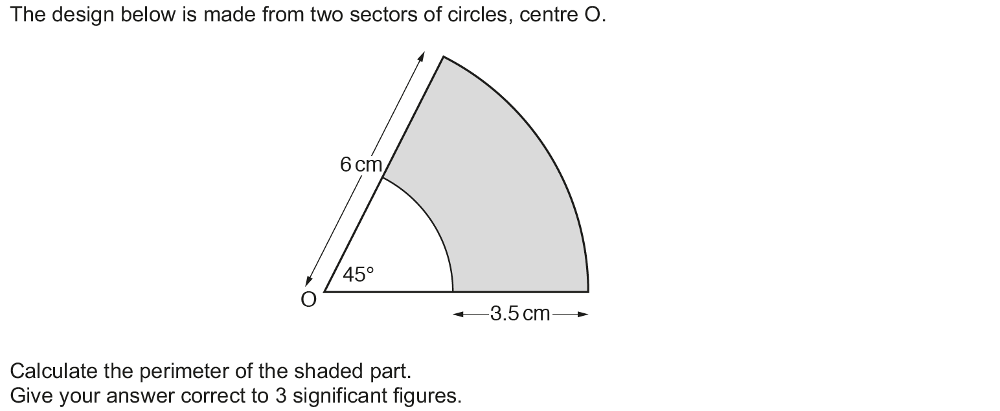 The design below is made from two sectors of circles, centre O.
6 cm
45°
O
3.5 cm
Calculate the perimeter of the shaded part.
Give your answer correct to 3 significant figures.